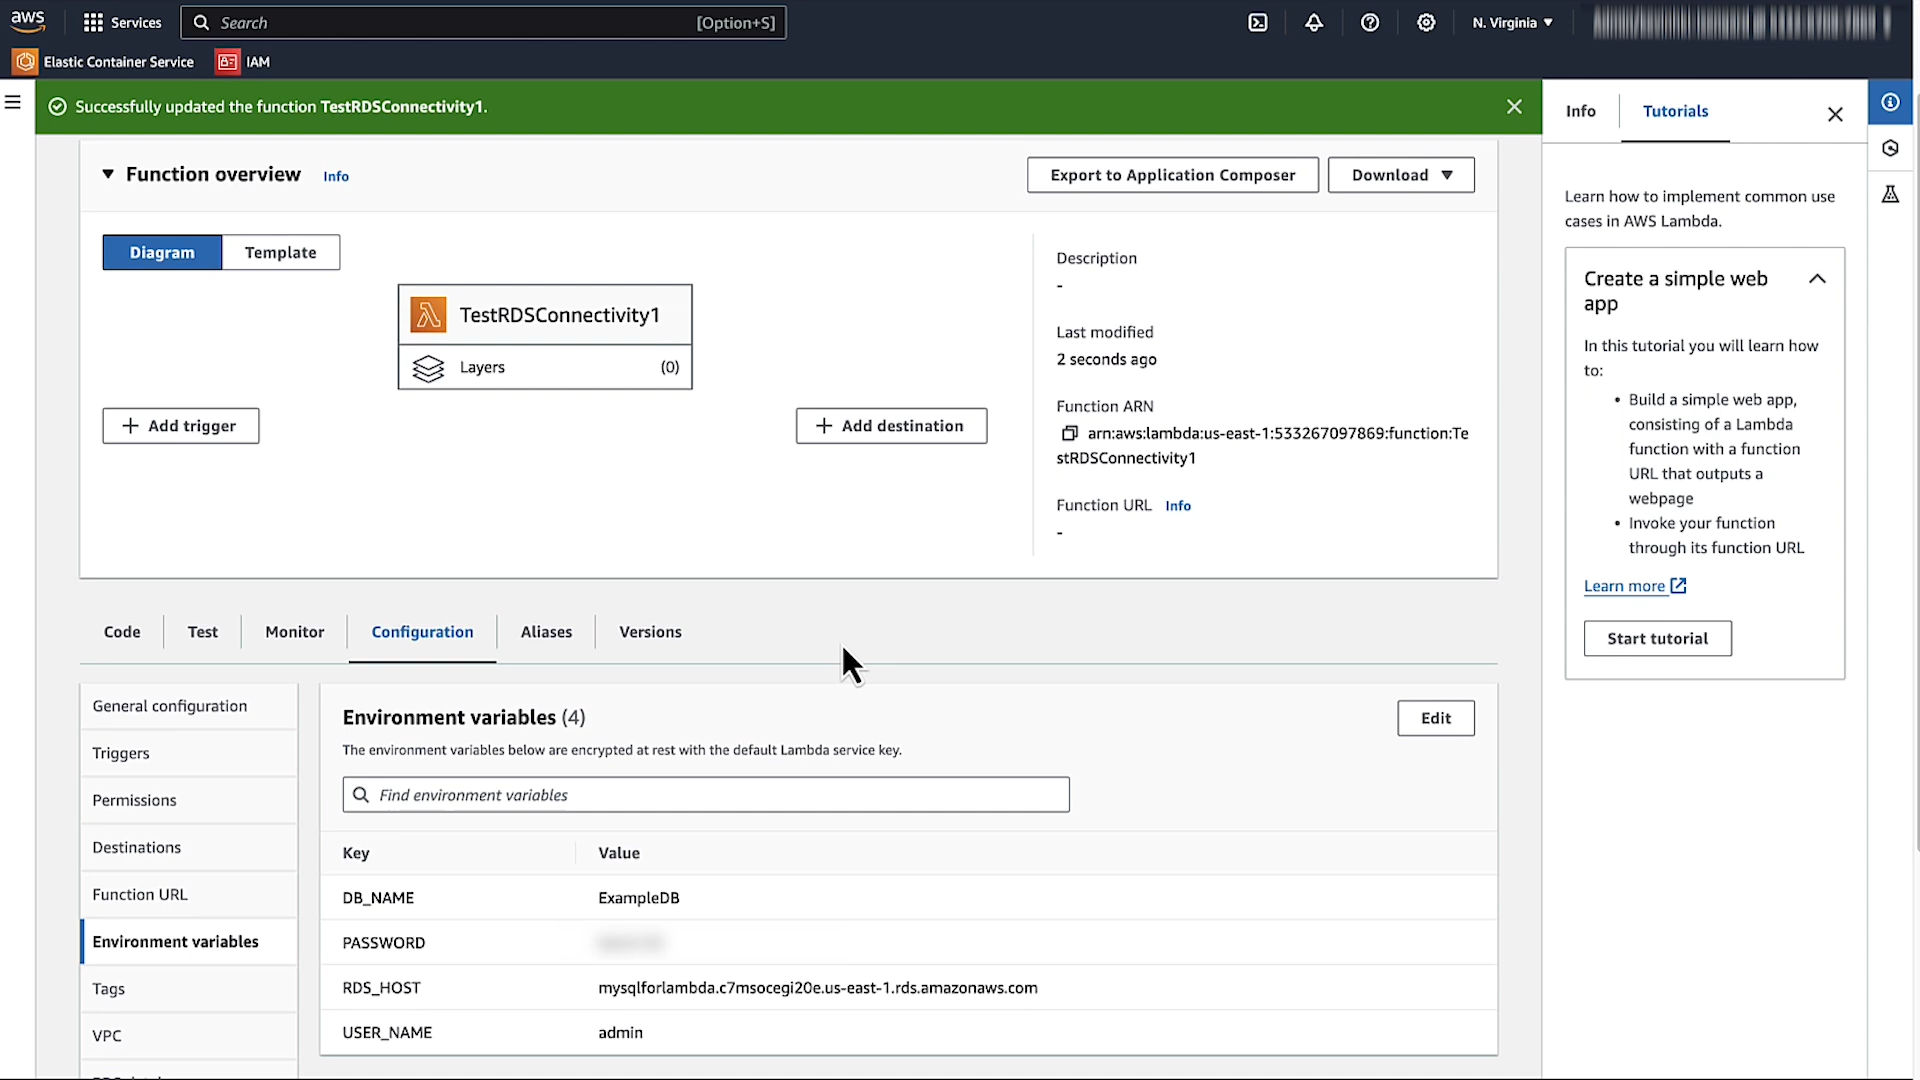 aws
Services
Search
[Option+S]
N. Virginia
Elastic Container Service
IAM
Successfully updated the function TestRDSConnectivity1.
Function overview
Info
Export to Application Composer
Download
Diagram
Template
TestRDSConnectivity1
Layers
(0)
Add trigger
Add destination
Description
-
Last modified
2 seconds ago
Function ARN
arn:aws:lambda:us-east-1:533267097869:function:Te
stRDSConnectivity1
Function URL Info
-
Code
Test
Monitor
Configuration
Aliases
Versions
General configuration
Triggers
Permissions
Destinations
Function URL
Environment variables
Tags
VPC
Environment variables (4)
Edit
The environment variables below are encrypted at rest with the default Lambda service key.
Find environment variables
Key
Value
DB_NAME
ExampleDB
PASSWORD
RDS_HOST
mysqlforlambda.c7msocegi20e.us-east-1.rds.amazonaws.com
USER_NAME
admin
Info
Tutorials
Learn how to implement common use
cases in AWS Lambda.
Create a simple web
app
In this tutorial you will learn how
to:
• Build a simple web app,
consisting of a Lambda
function with a function
URL that outputs a
webpage
• Invoke your function
through its function URL
Learn more
Start tutorial